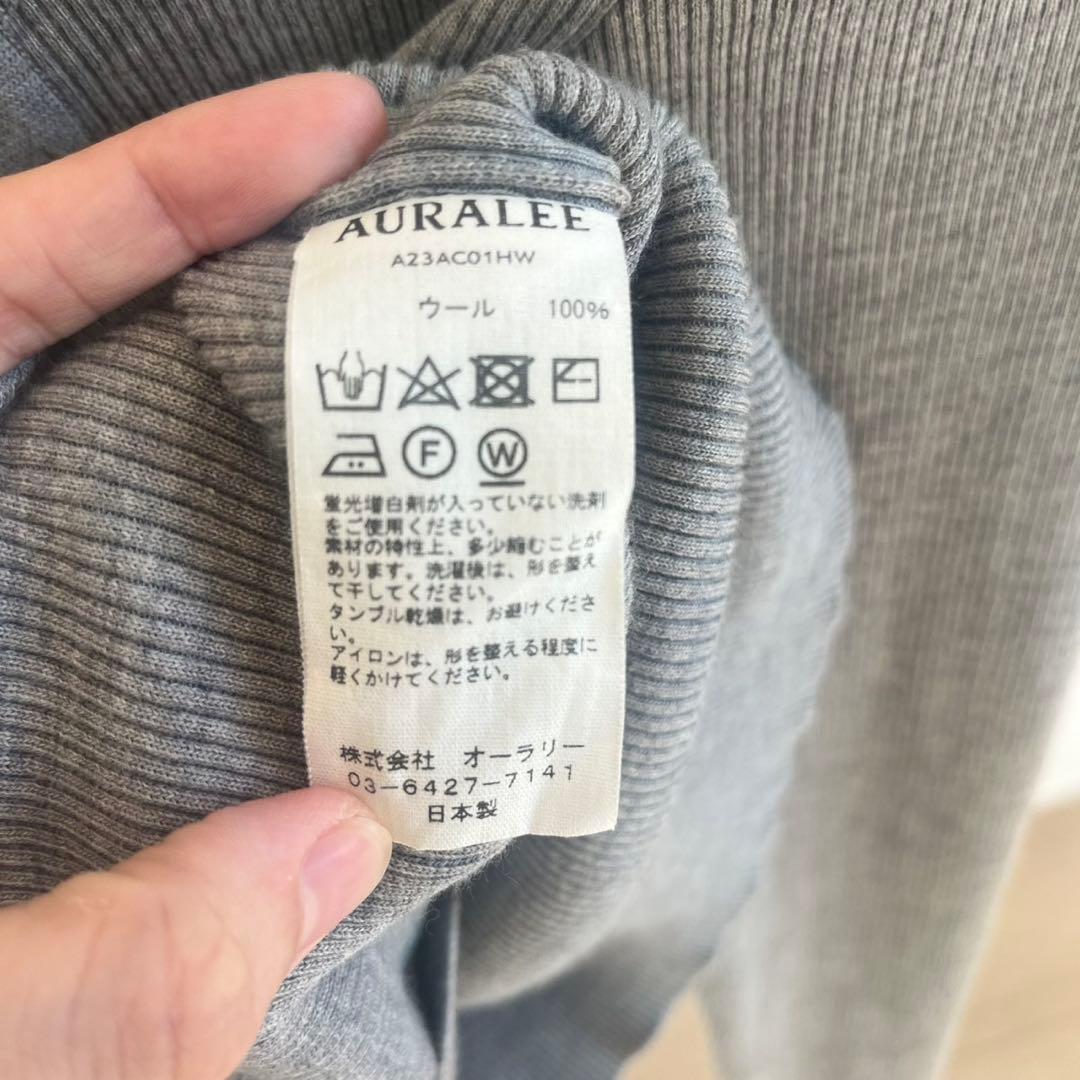 AURALEE
A23AC01HW
ウール 100%
F W
蛍光増白剤が入っていない洗剤
をご使用ください。
素材の特性上、多少縮むことが
あります。洗濯後は、形を整え
て干してください。
タンブル乾燥は、お避けくださ
い。
アイロンは、形を整える程度に
軽くかけてください。
株式会社 オーラリー
03-6427-7141
日本製